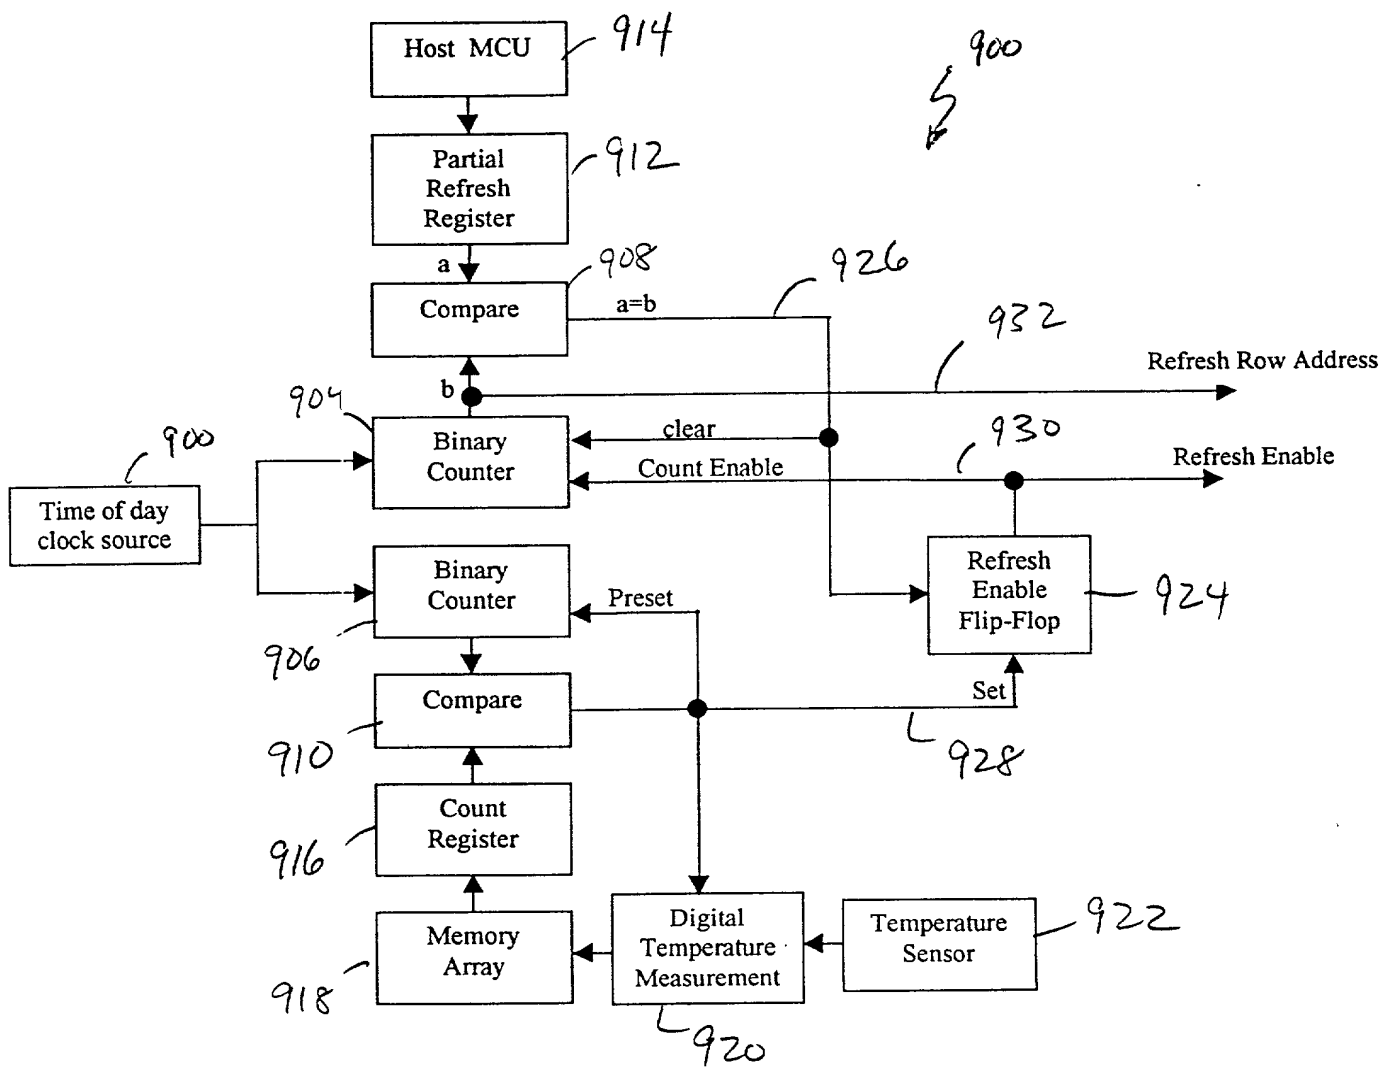 Host MCU
914
900
Partial
Refresh
Register
912
a
908
926
Compare
a=b
932
Refresh Row Address
b
904
Binary
Counter
clear
930
900
Count Enable
Refresh Enable
Time of day
clock source
Binary
Counter
Preset
Refresh
Enable
Flip-Flop
924
906
Compare
Set
910
928
Count
Register
916
Memory
Array
Digital
Temperature
Measurement
Temperature
Sensor
922
918
920